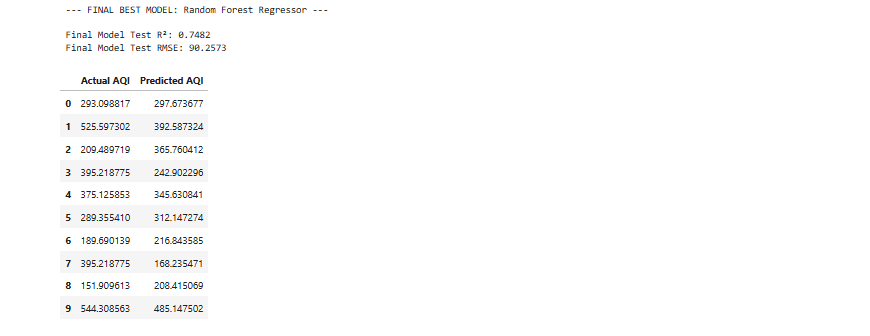 --- FINAL BEST MODEL: Random Forest Regressor ---
Final Model Test R²: 0.7482
Final Model Test RMSE: 90.2573
Actual AQI Predicted AQI
0 293.098817 297.673677
1 525.597302 392.587324
2 209.489719 365.760412
3 395.218775 242.902296
4 375.125853 345.630841
5 289.355410 312.147274
6 189.690139 216.843585
7 395.218775 168.235471
8 151.909613 208.415069
9 544.308563 485.147502